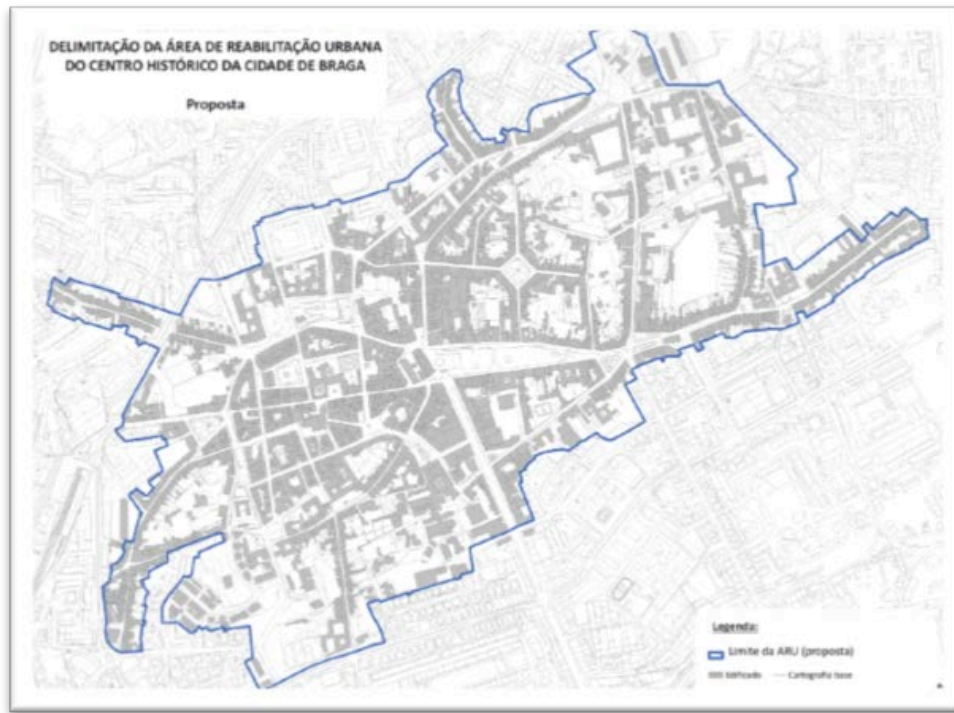 DELIMITAÇÃO DA ÁREA DE REABILITAÇÃO URBANA
DO CENTRO HISTÓRICO DA CIDADE DE BRAGA
Proposta
Legenda:
Limite da ARU (proposta)
Edificado Cartografia base